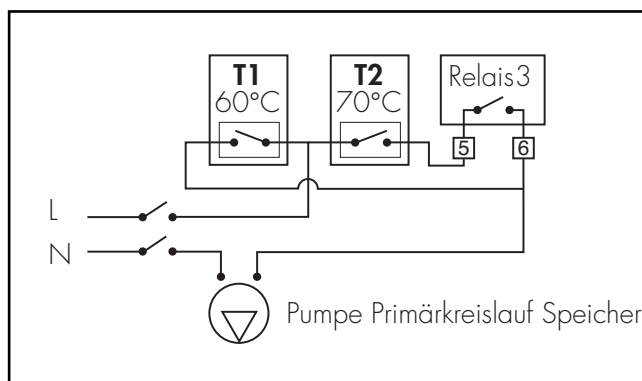 T1
60°C
T2
70°C
Relais3
5
6
L
N
Pumpe Primärkreislauf Speicher